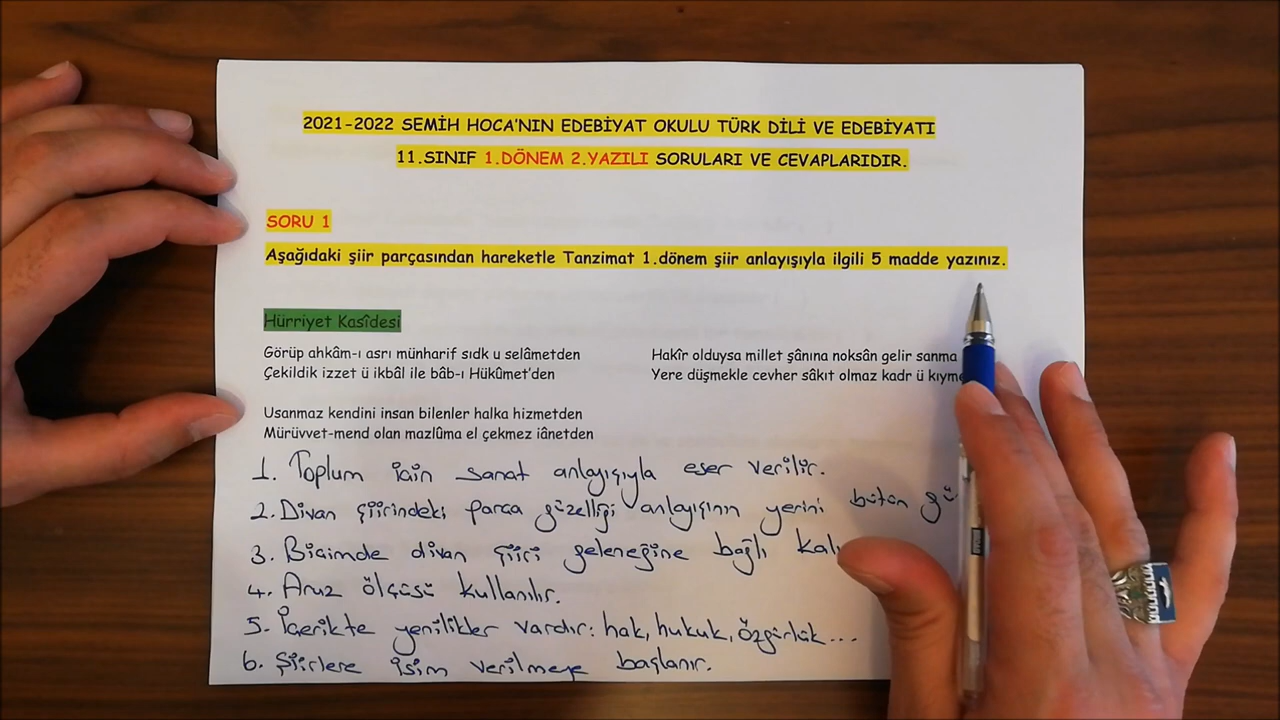 2021-2022 SEMİH HOCA'NIN EDEBİYAT OKULU TÜRK DİLİ VE EDEBİYATI
11.SINIF 1.DÖNEM 2.YAZILI SORULARI VE CEVAPLARIDIR.
SORU 1
Aşağıdaki şiir parçasından hareketle Tanzimat 1.dönem şiir anlayışıyla ilgili 5 madde yazınız.
Hürriyet Kasîdesi
Görüp ahkâm-ı asrı münharif sıdk u selâmetden
Çekildik izzet ü ikbâl ile bâb-ı Hükûmet'den
Usanmaz kendini insan bilenler halka hizmetden
Mürüvvet-mend olan mazlûma el çekmez iânetden
Hakîr olduysa millet şânına noksân gelir sanma
Yere düşmekle cevher sâkıt olmaz kadr ü
1. Toplum için sanat anlayışıyla eser verilir.
2. Divan şiirindeki parça güzelliği anlayışının yerini bütün
3. Biçimde divan şiiri geleneğine bağlı
4. Aruz ölçüsü kullanılır.
5. İçerikte yenilikler vardır: hak, hukuk, özgürlük...
6. Şiirlere isim verilmeye başlanır.